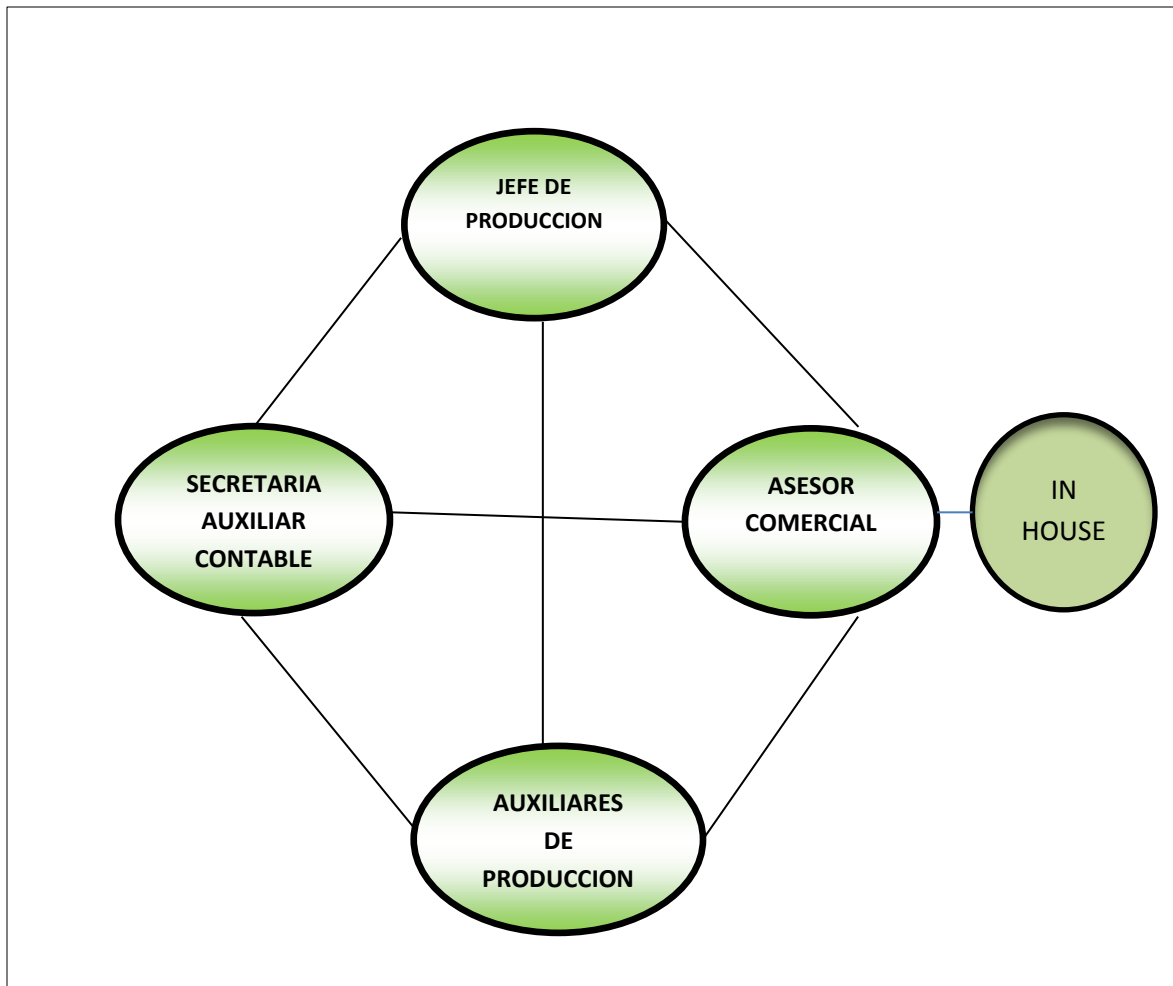 JEFE DE
PRODUCCION
SECRETARIA
AUXILIAR
CONTABLE
ASESOR
COMERCIAL
IN
HOUSE
AUXILIARES
DE
PRODUCCION